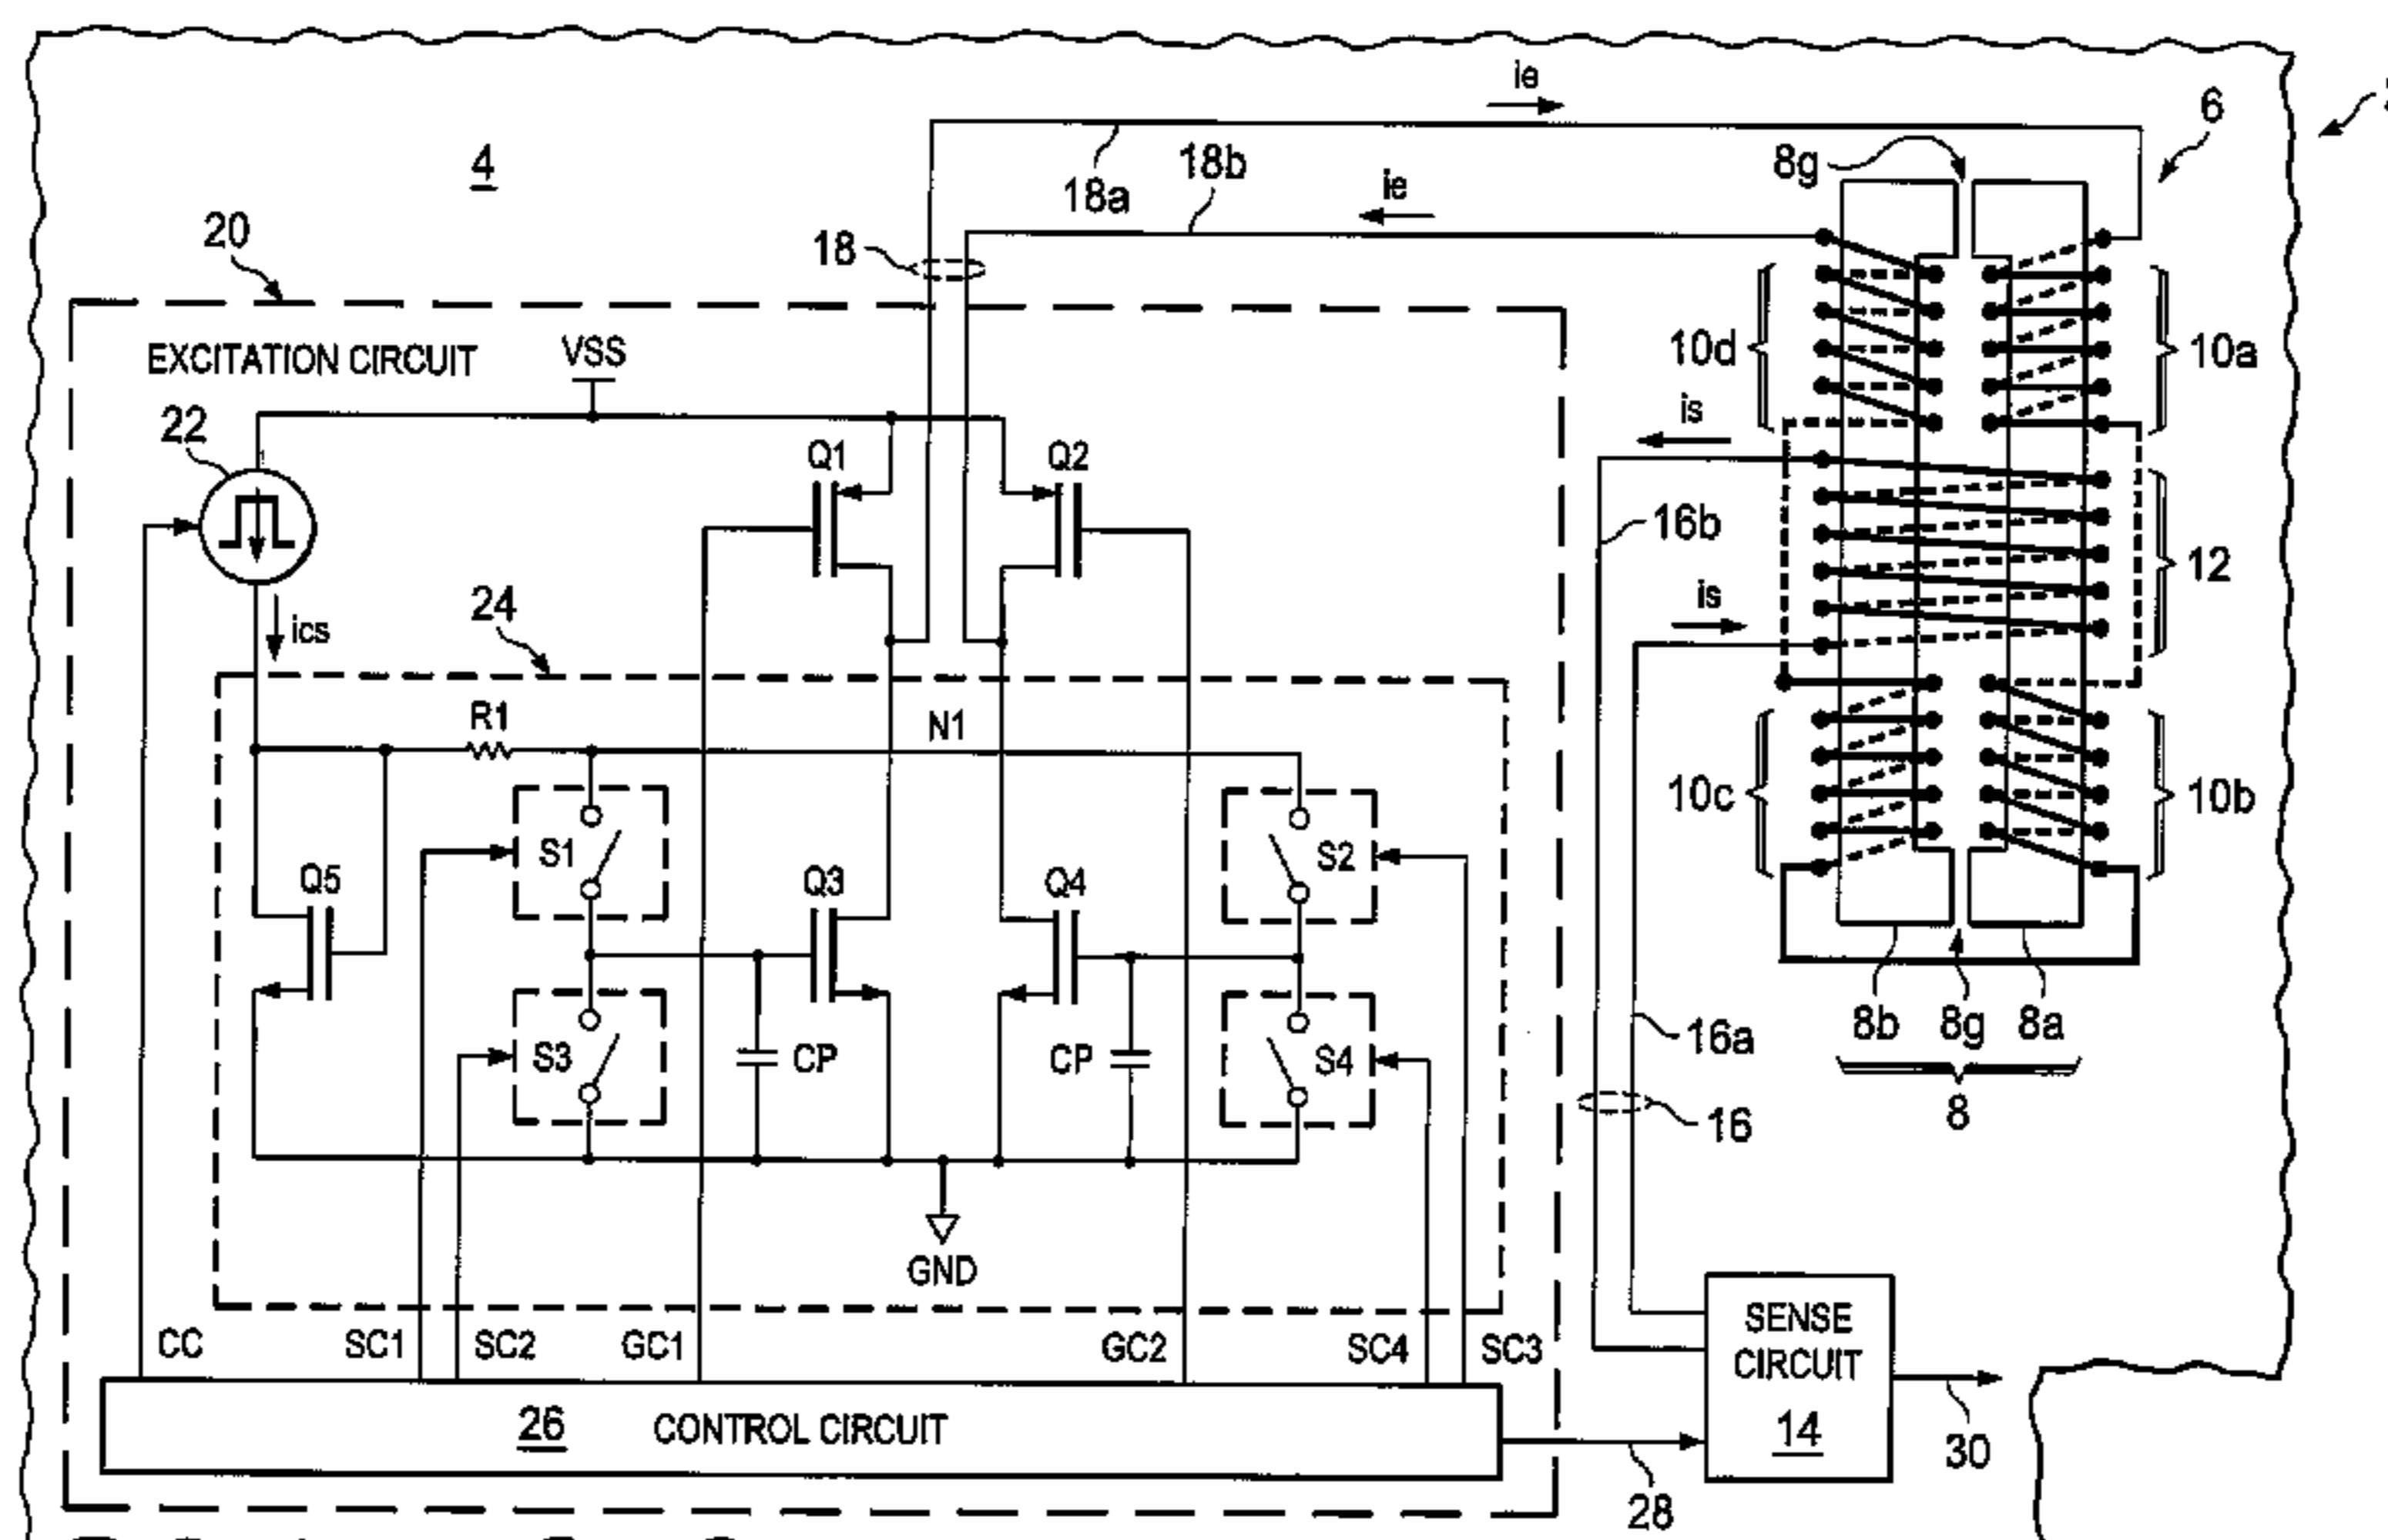 ie
6
4
18a
18b
8g
ie
20
18
EXCITATION CIRCUIT
VSS
10d
10a
22
Q1
Q2
is
16b
12
24
ics
is
R1
N1
S1
S2
10c
10b
Q5
Q3
Q4
S3
CP
CP
S4
16a
8b
8g
8a
8
16
GND
CC
SC1
SC2
GC1
GC2
SC4
SC3
SENSE
CIRCUIT
14
26
CONTROL CIRCUIT
28
30